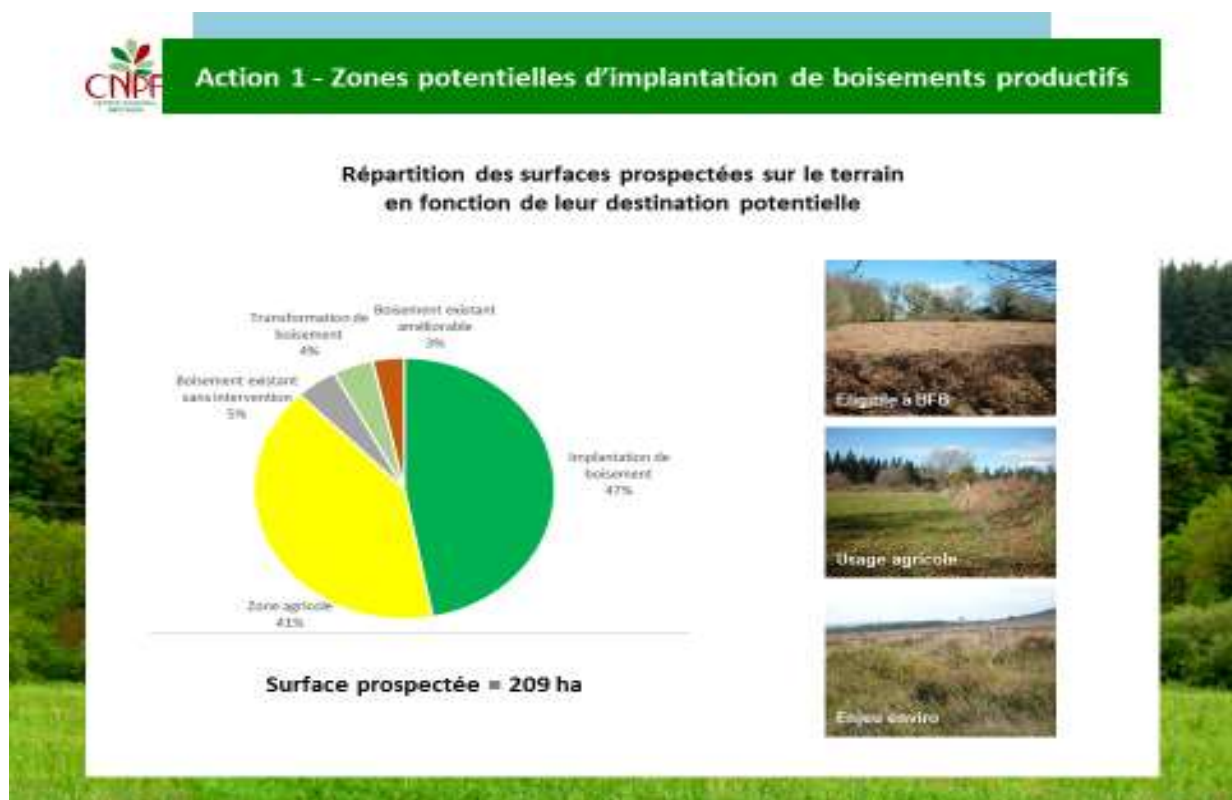 CNPF
Action 1 - Zones potentielles d'implantation de boisements productifs
Répartition des surfaces prospectées sur le terrain
en fonction de leur destination potentielle
Boisement existant
améliorable
3%
Transformation de
boisement
4%
Boisement existant
sans intervention
5%
Implantation de
boisement
47%
Zone agricole
41%
Surface prospectée = 209 ha
Eligible à BFB
Usage agricole
Enjeu enviro